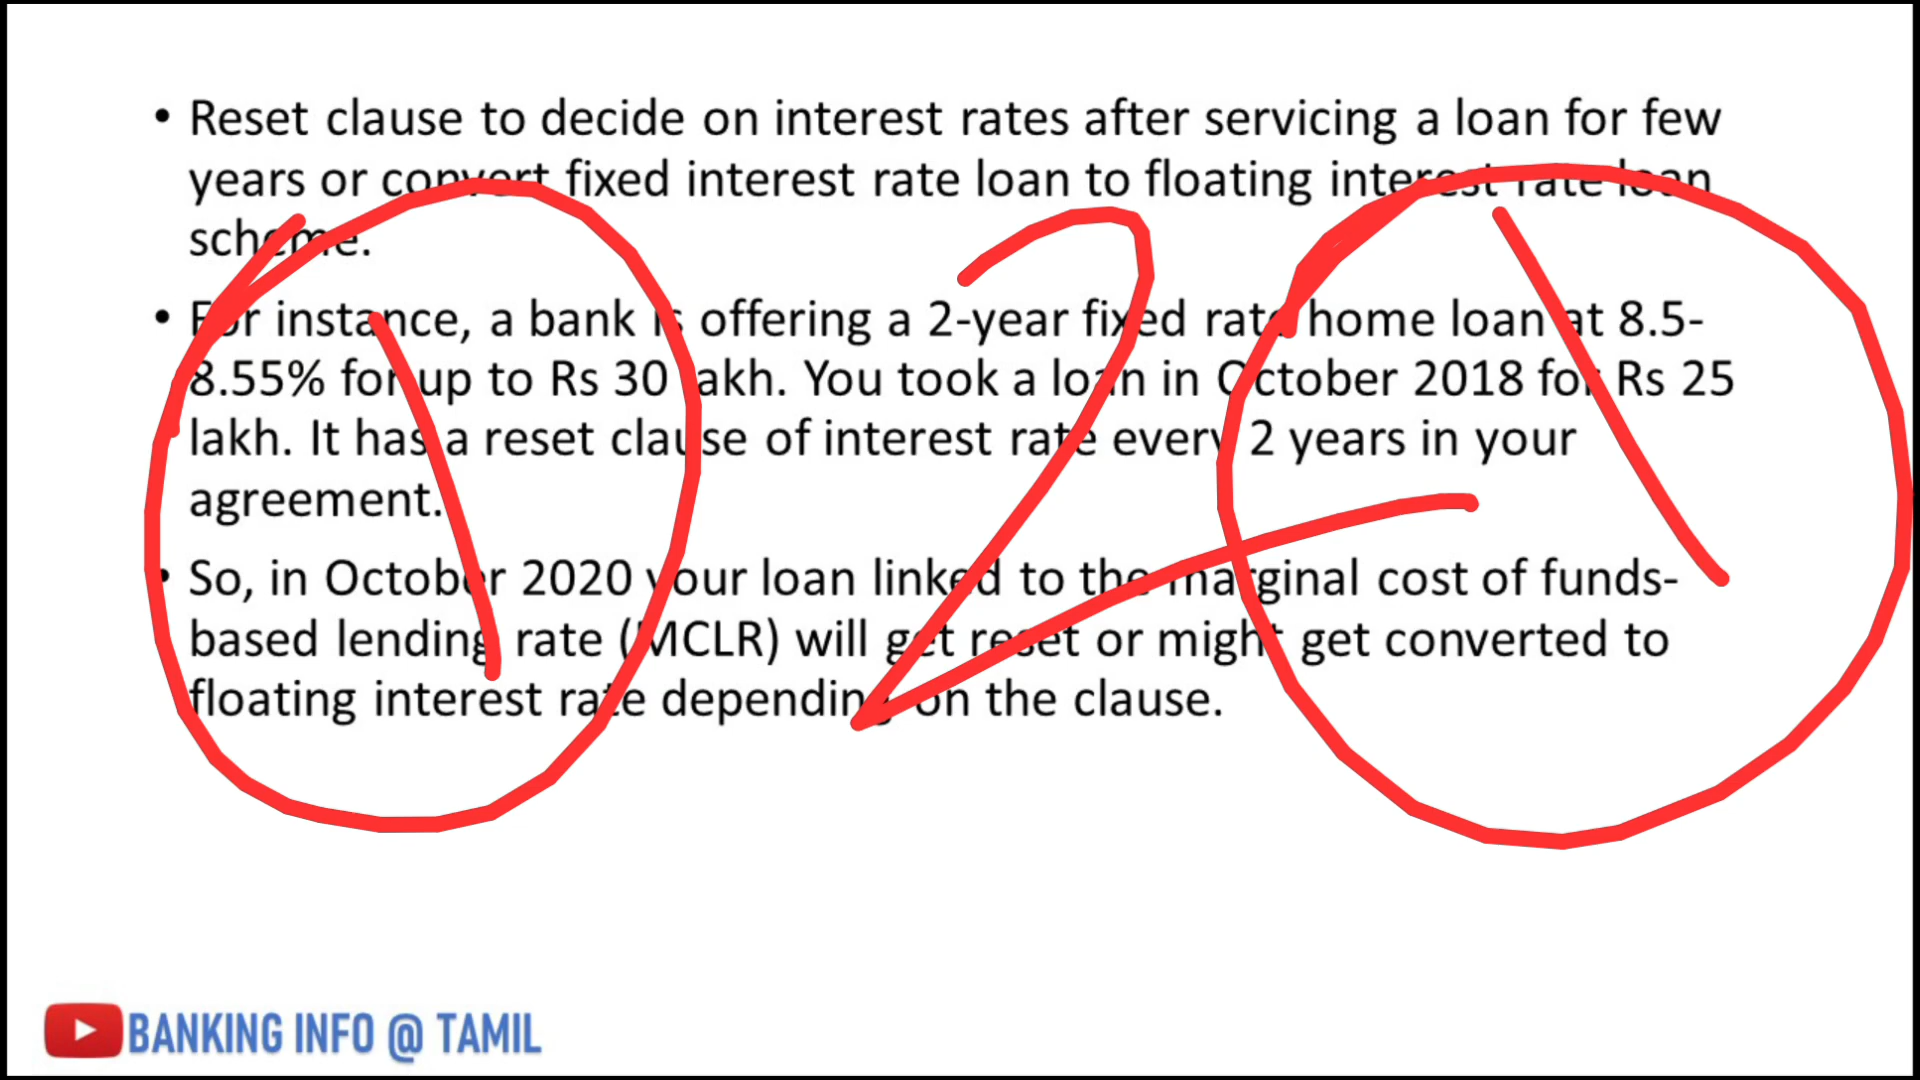 • Reset clause to decide on interest rates after servicing a loan for few
years or convert fixed interest rate loan to floating interest rate loan
scheme.
• For instance, a bank is offering a 2-year fixed rate home loan at 8.5-
8.55% for up to Rs 30 lakh. You took a loan in October 2018 for Rs 25
lakh. It has a reset clause of interest rate every 2 years in your
agreement.
• So, in October 2020 your loan linked to the marginal cost of funds-
based lending rate (MCLR) will get reset or might get converted to
floating interest rate depending on the clause.
2
BANKING INFO @ TAMIL